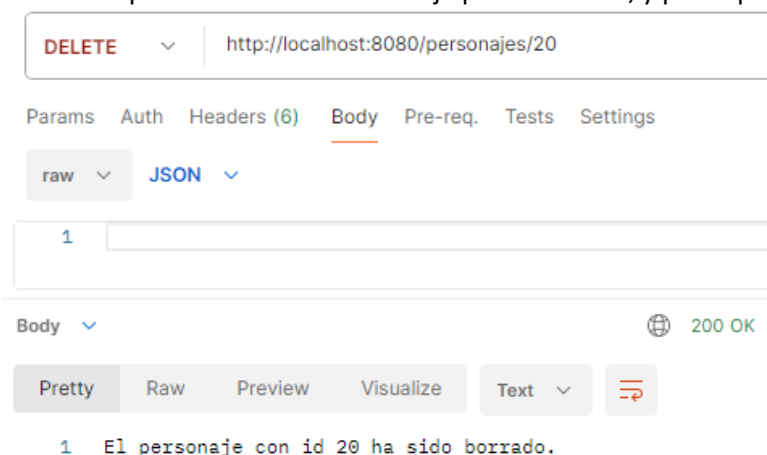 DELETE http://localhost:8080/personajes/20
Params Auth Headers (6) Body Pre-req. Tests Settings
raw JSON
1
Body 200 OK
Pretty Raw Preview Visualize Text
1 El personaje con id 20 ha sido borrado.